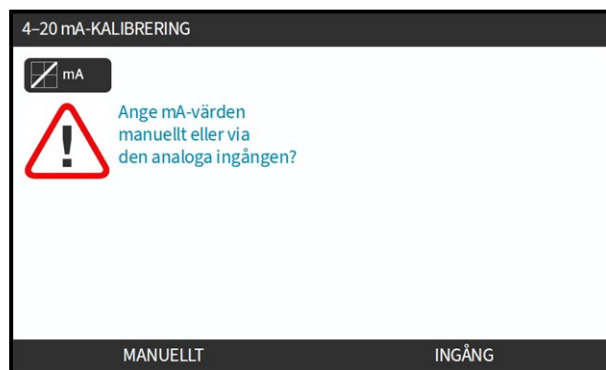 4–20 mA-KALIBRERING
mA
Ange mA-värden
manuellt eller via
den analoga ingången?
MANUELLT INGÅNG